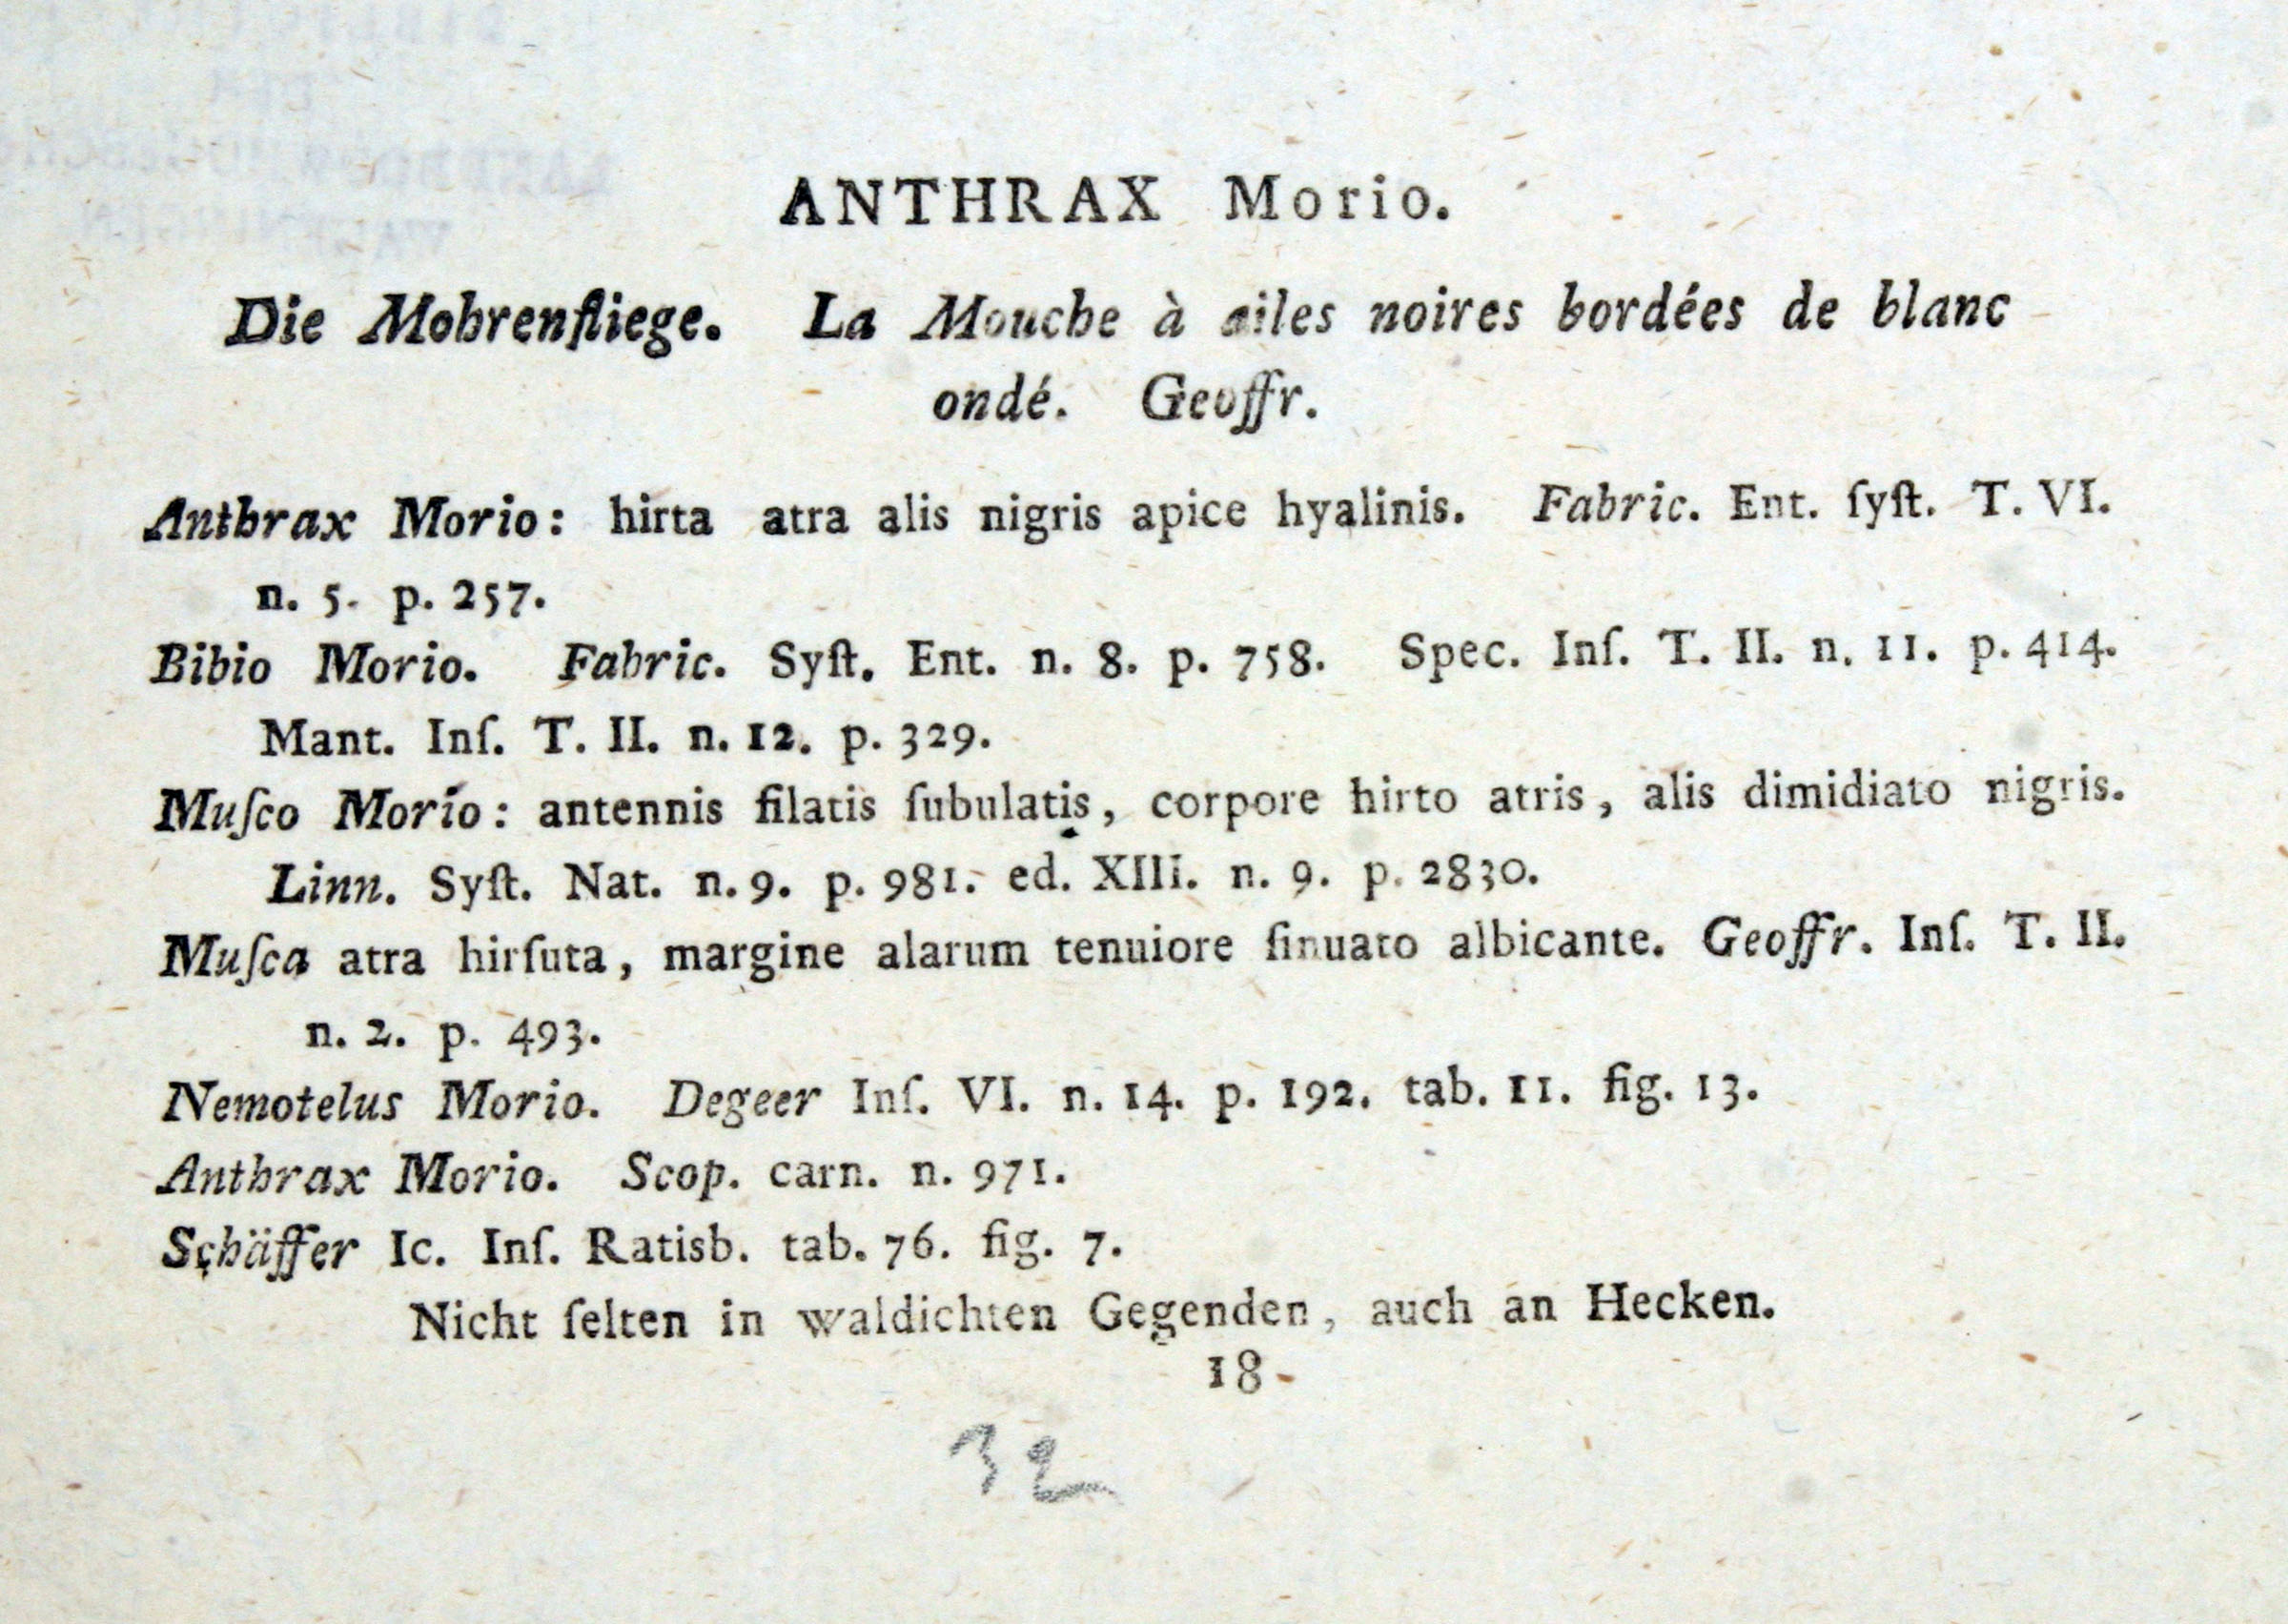 ANTHRAX Morio.
Die Mohrenfliege. La Mouche à ailes noires bordées de blanc
ondé. Geoffr.
Anthrax Morio: hirta atra alis nigris apice hyalinis. Fabric. Ent. ſyſt. T. VI.
n. 5. p. 257.
Bibio Morio. Fabric. Syſt. Ent. n. 8. p. 758. Spec. Inſ. T. II. n. 11. p. 414.
Mant. Inſ. T. II. n. 12. p. 329.
Muſco Morio: antennis filatis ſubulatis, corpore hirto atris, alis dimidiato nigris.
Linn. Syſt. Nat. n. 9. p. 981. ed. XIII. n. 9. p. 2830.
Muſca atra hirſuta, margine alarum tenuiore ſinuato albicante. Geoffr. Inſ. T. II.
n. 2. p. 493.
Nemotelus Morio. Degeer Inſ. VI. n. 14. p. 192. tab. 11. fig. 13.
Anthrax Morio. Scop. carn. n. 971.
Schäffer Ic. Inſ. Ratisb. tab. 76. fig. 7.
Nicht ſelten in waldichten Gegenden, auch an Hecken.
18
32